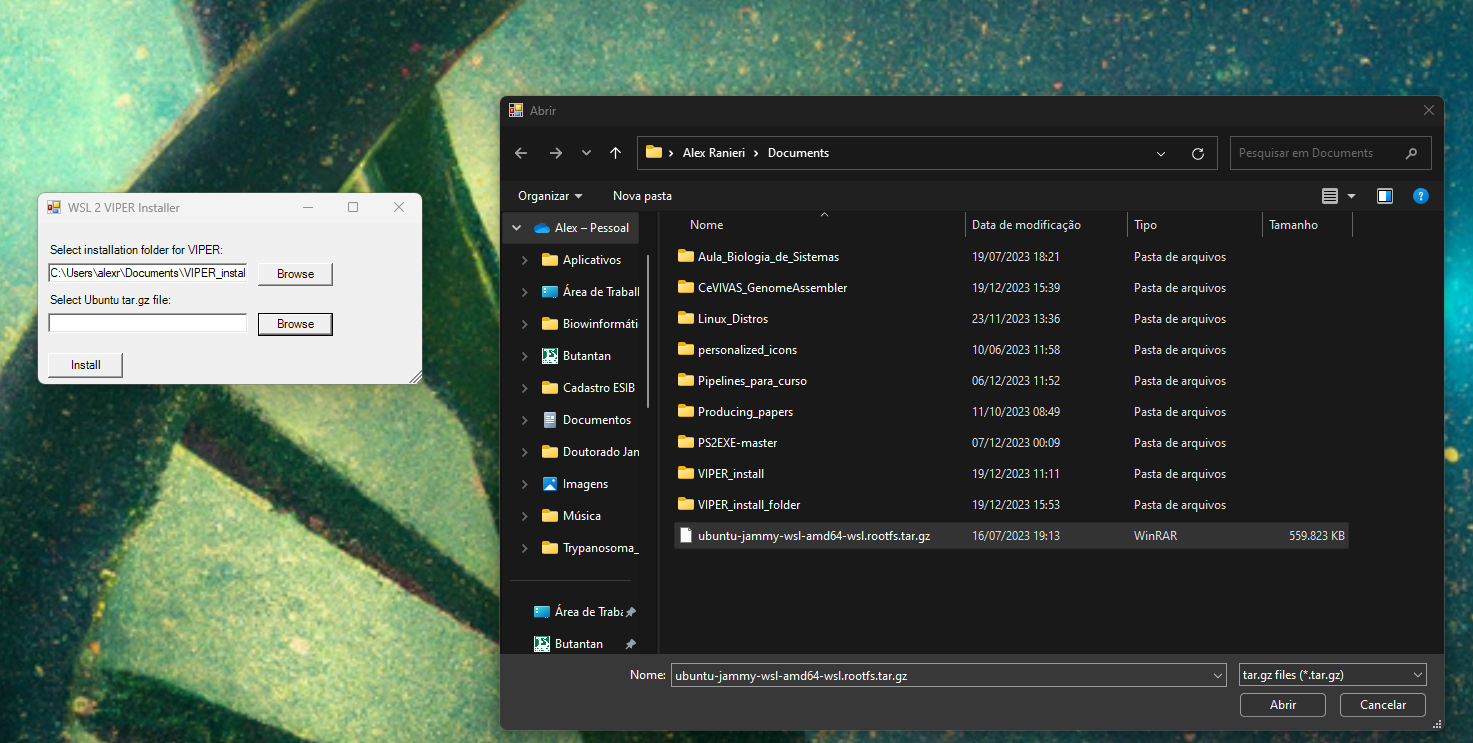 WSL 2 VIPER Installer
Select installation folder for VIPER:
C:\Users\alexr\Documents\VIPER_instal
Browse
Select Ubuntu tar.gz file:
Browse
Install
Abrir
Alex Ranieri > Documents
Pesquisar em Documents
Organizar
Nova pasta
Alex – Pessoal
Aplicativos
Área de Traball
Biowinformáti
Butantan
Cadastro ESIB
Documentos
Doutorado Jan
Imagens
Música
Trypanosoma_
Área de Traba
Butantan
Nome Data de modificação Tipo Tamanho
Aula_Biologia_de_Sistemas 19/07/2023 18:21 Pasta de arquivos
CeVIVAS_GenomeAssembler 19/12/2023 15:39 Pasta de arquivos
Linux_Distros 23/11/2023 13:36 Pasta de arquivos
personalized_icons 10/06/2023 11:58 Pasta de arquivos
Pipelines_para_curso 06/12/2023 11:52 Pasta de arquivos
Producing_papers 11/10/2023 08:49 Pasta de arquivos
PS2EXE-master 07/12/2023 00:09 Pasta de arquivos
VIPER_install 19/12/2023 11:11 Pasta de arquivos
VIPER_install_folder 19/12/2023 15:53 Pasta de arquivos
ubuntu-jammy-wsl-amd64-wsl.rootfs.tar.gz 16/07/2023 19:13 WinRAR 559.823 KB
Nome: ubuntu-jammy-wsl-amd64-wsl.rootfs.tar.gz
tar.gz files (*.tar.gz)
Abrir
Cancelar